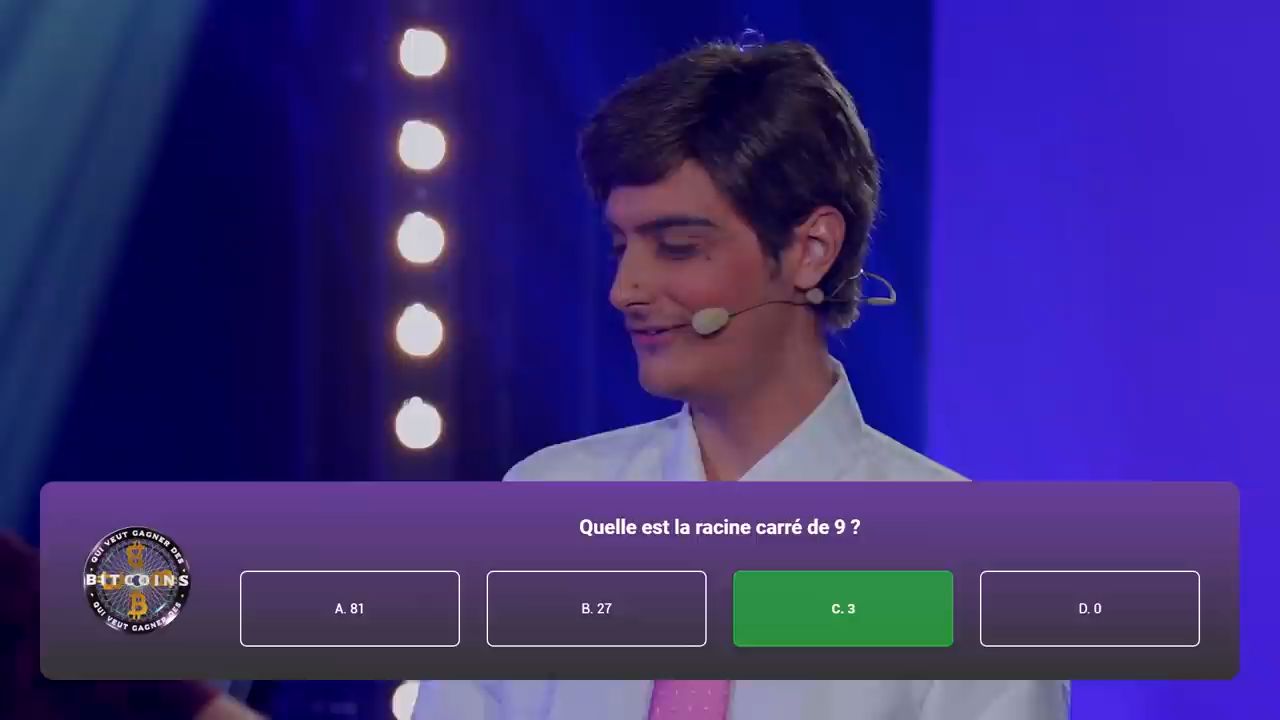 Quelle est la racine carré de 9 ?
QUI VEUT GAGNER DES
BITCOINS
QUI VEUT GAGNER DES
A. 81
B. 27
C. 3
D. 0